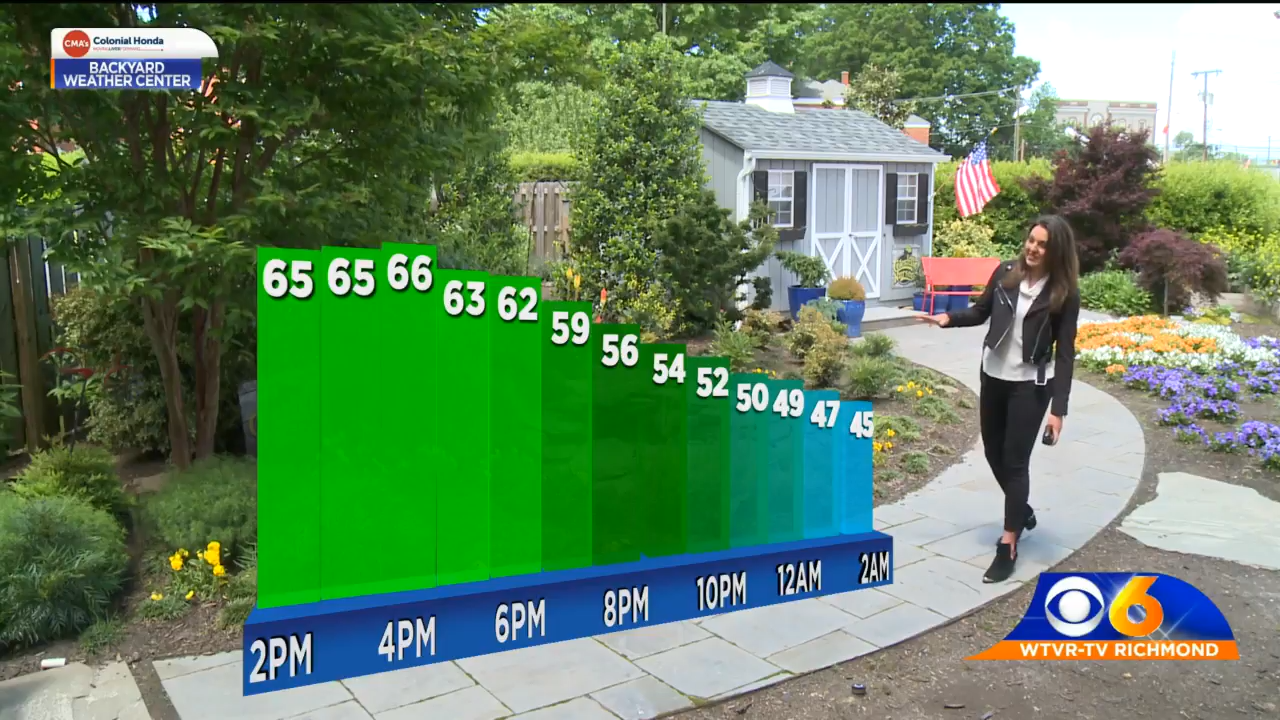 CMA's
Colonial Honda
BACKYARD
WEATHER CENTER
65 65 66 63 62 59 56 54 52 50 49 47 45
2PM 4PM 6PM 8PM 10PM 12AM 2AM
6
WTVR-TV RICHMOND